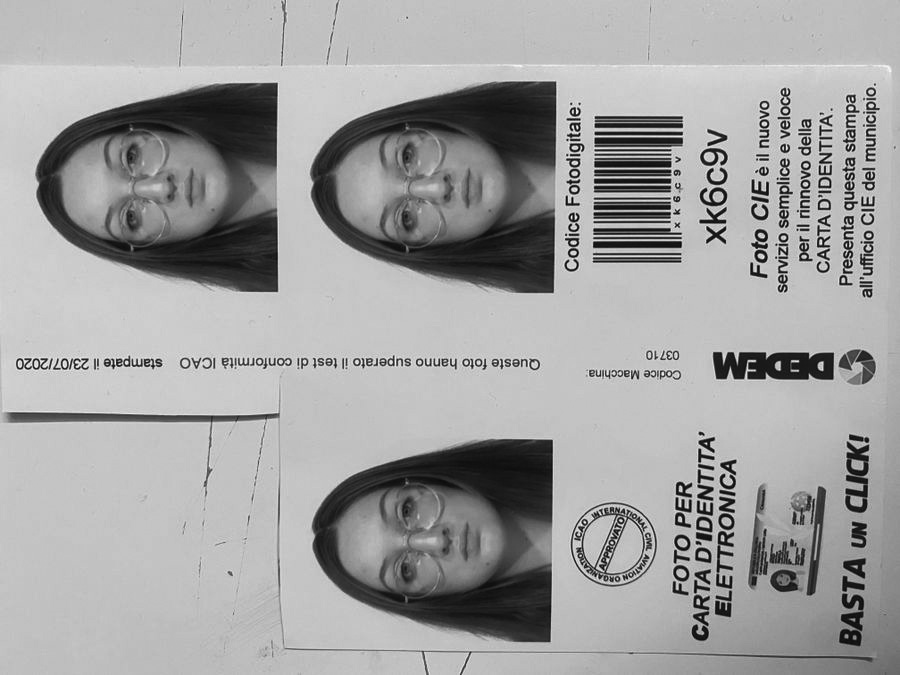 Codice Fotodigitale:
xk6c9v
xk6c9v
Foto CIE è il nuovo
servizio semplice e veloce
per il rinnovo della
CARTA D'IDENTITA'.
Presenta questa stampa
all'ufficio CIE del municipio.
Queste foto hanno superato il test di conformità ICAO
stampate il 23/07/2020
Codice Macchina:
03710
DEDEM
ICAO INTERNATIONAL CIVIL AVIATION ORGANIZATION
APPROVATO
FOTO PER
CARTA D'IDENTITA'
ELETTRONICA
BASTA UN CLICK!